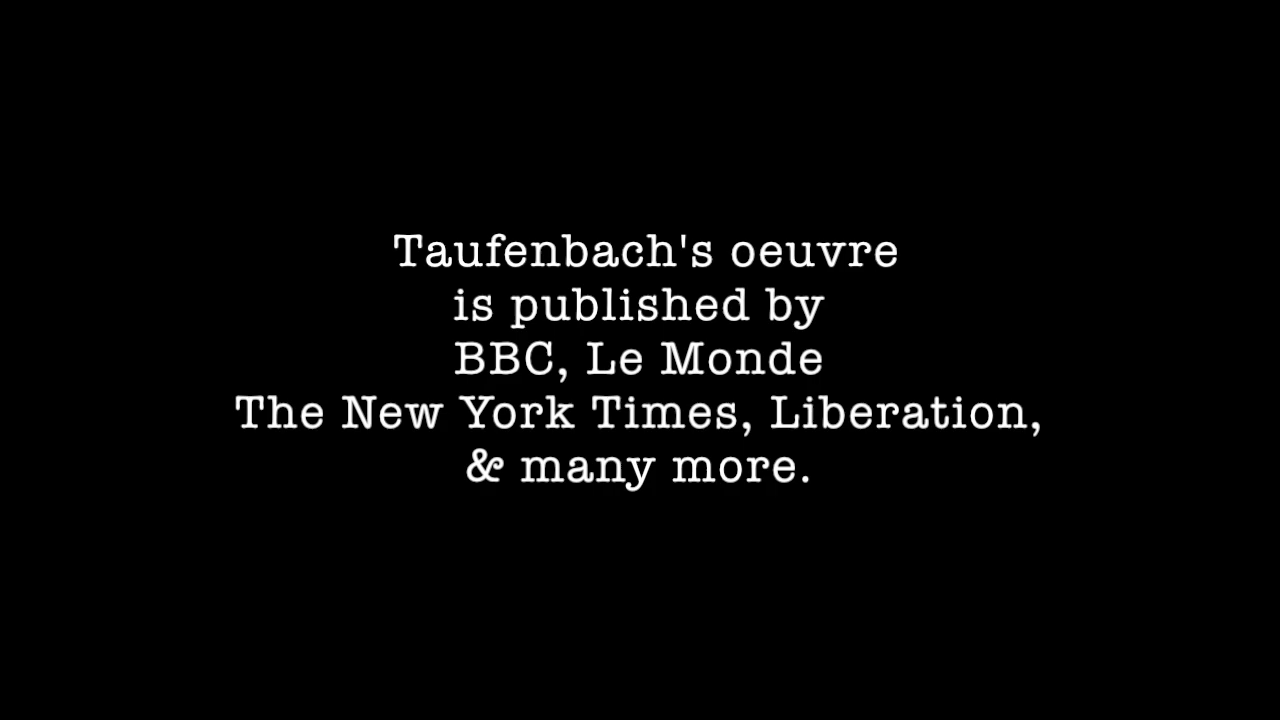 Taufenbach's oeuvre
is published by
BBC, Le Monde
The New York Times, Liberation,
& many more.